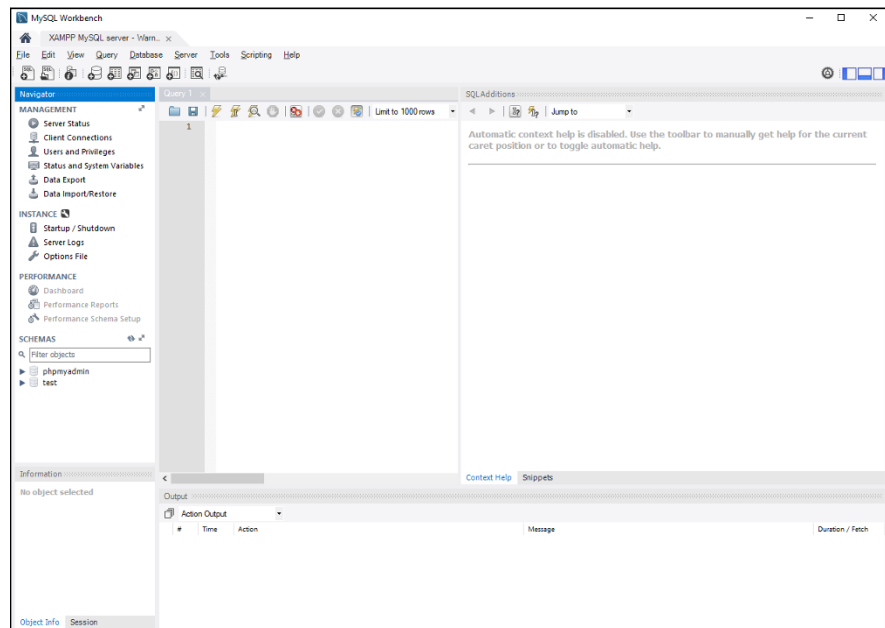 MySQL Workbench
XAMPP MySQL server - Warn..
File Edit View Query Database Server Tools Scripting Help
Navigator
MANAGEMENT
Server Status
Client Connections
Users and Privileges
Status and System Variables
Data Export
Data Import/Restore
INSTANCE
Startup / Shutdown
Server Logs
Options File
PERFORMANCE
Dashboard
Performance Reports
Performance Schema Setup
SCHEMAS
Filter objects
phpmyadmin
test
Information
No object selected
Object Info Session
Query 1
Limit to 1000 rows
1
SQLAdditions
Jump to
Automatic context help is disabled. Use the toolbar to manually get help for the current
caret position or to toggle automatic help.
Context Help Snippets
Output
Action Output
# Time Action Message Duration / Fetch